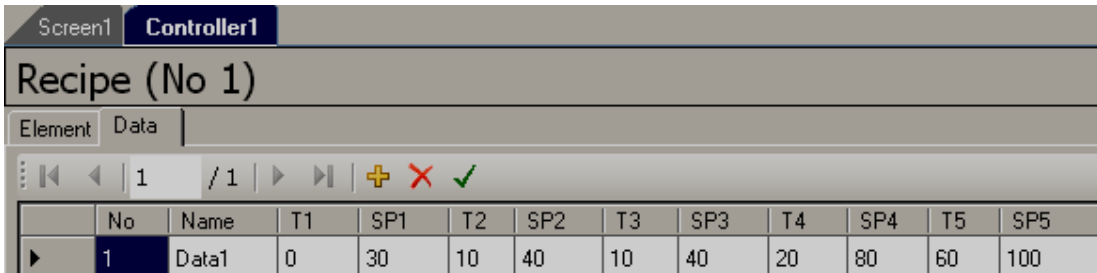 Screen1 Controller1
Recipe (No 1)
Element Data
1 / 1
No Name T1 SP1 T2 SP2 T3 SP3 T4 SP4 T5 SP5
1 Data1 0 30 10 40 10 40 20 80 60 100